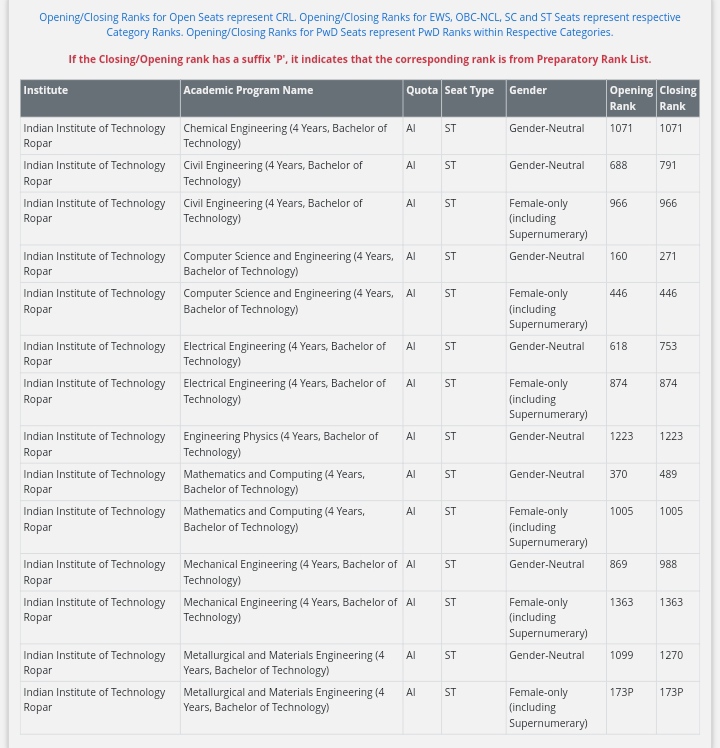 Opening/Closing Ranks for Open Seats represent CRL. Opening/Closing Ranks for EWS, OBC-NCL, SC and ST Seats represent respective
Category Ranks. Opening/Closing Ranks for PwD Seats represent PwD Ranks within Respective Categories.
If the Closing/Opening rank has a suffix 'P', it indicates that the corresponding rank is from Preparatory Rank List.
Institute Academic Program Name Quota Seat Type Gender Opening Closing
Rank Rank
Indian Institute of Technology Chemical Engineering (4 Years, Bachelor of AI ST Gender-Neutral 1071 1071
Ropar Technology)
Indian Institute of Technology Civil Engineering (4 Years, Bachelor of AI ST Gender-Neutral 688 791
Ropar Technology)
Indian Institute of Technology Civil Engineering (4 Years, Bachelor of AI ST Female-only 966 966
Ropar Technology) (including
Supernumerary)
Indian Institute of Technology Computer Science and Engineering (4 Years, AI ST Gender-Neutral 160 271
Ropar Bachelor of Technology)
Indian Institute of Technology Computer Science and Engineering (4 Years, AI ST Female-only 446 446
Ropar Bachelor of Technology) (including
Supernumerary)
Indian Institute of Technology Electrical Engineering (4 Years, Bachelor of AI ST Gender-Neutral 618 753
Ropar Technology)
Indian Institute of Technology Electrical Engineering (4 Years, Bachelor of AI ST Female-only 874 874
Ropar Technology) (including
Supernumerary)
Indian Institute of Technology Engineering Physics (4 Years, Bachelor of AI ST Gender-Neutral 1223 1223
Ropar Technology)
Indian Institute of Technology Mathematics and Computing (4 Years, AI ST Gender-Neutral 370 489
Ropar Bachelor of Technology)
Indian Institute of Technology Mathematics and Computing (4 Years, AI ST Female-only 1005 1005
Ropar Bachelor of Technology) (including
Supernumerary)
Indian Institute of Technology Mechanical Engineering (4 Years, Bachelor of AI ST Gender-Neutral 869 988
Ropar Technology)
Indian Institute of Technology Mechanical Engineering (4 Years, Bachelor of AI ST Female-only 1363 1363
Ropar Technology) (including
Supernumerary)
Indian Institute of Technology Metallurgical and Materials Engineering (4 AI ST Gender-Neutral 1099 1270
Ropar Years, Bachelor of Technology)
Indian Institute of Technology Metallurgical and Materials Engineering (4 AI ST Female-only 173P 173P
Ropar Years, Bachelor of Technology) (including
Supernumerary)